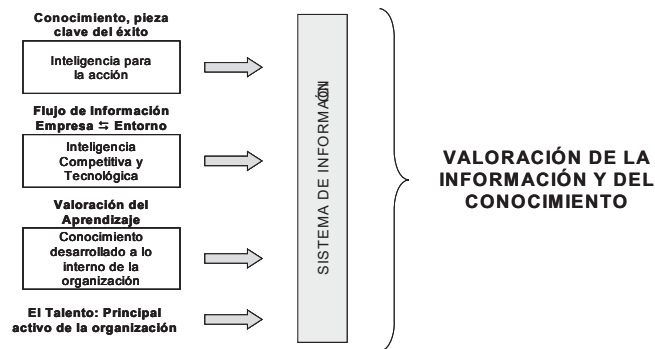 Conocimiento, pieza
clave del éxito
Inteligencia para
la acción
Flujo de Información
Empresa ⇆ Entorno
Inteligencia
Competitiva y
Tecnológica
Valoración del
Aprendizaje
Conocimiento
desarrollado a lo
interno de la
organización
El Talento: Principal
activo de la organización
SISTEMA DE INFORMACIÓN
VALORACIÓN DE LA
INFORMACIÓN Y DEL
CONOCIMIENTO